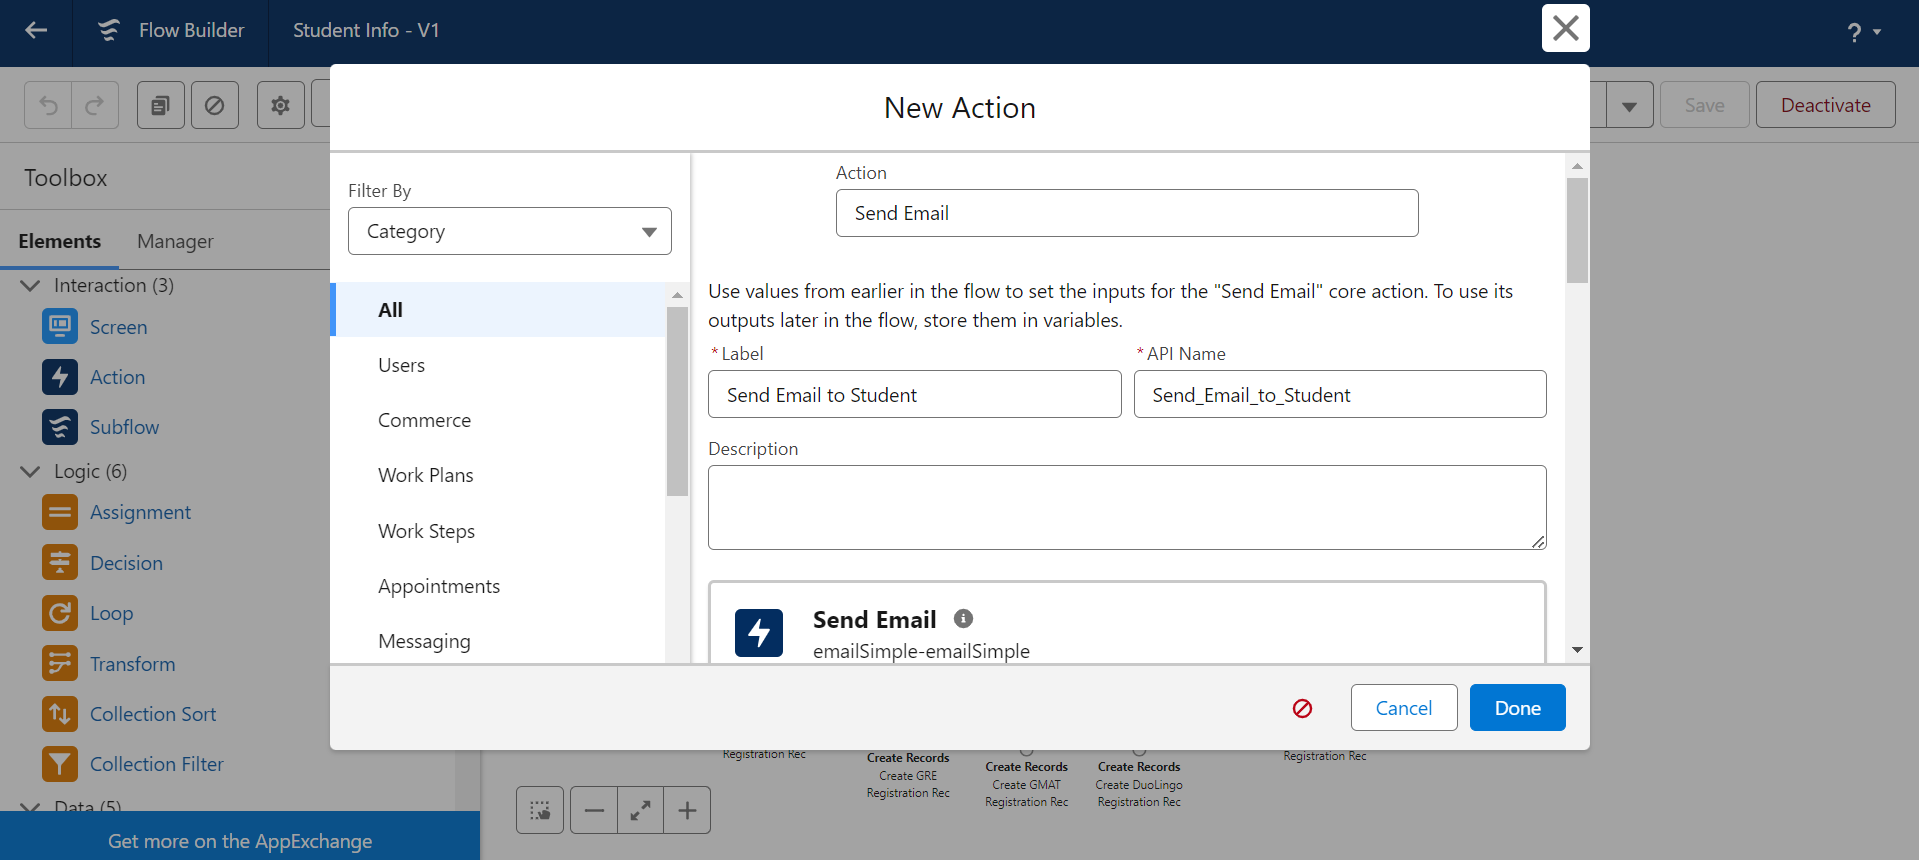 Flow Builder
Student Info - V1
?
Save
Deactivate
New Action
Toolbox
Elements
Manager
Interaction (3)
Screen
Action
Subflow
Logic (6)
Assignment
Decision
Loop
Transform
Collection Sort
Collection Filter
Data (5)
Get more on the AppExchange
Filter By
Category
All
Users
Commerce
Work Plans
Work Steps
Appointments
Messaging
Action
Send Email
Use values from earlier in the flow to set the inputs for the "Send Email" core action. To use its
outputs later in the flow, store them in variables.
* Label
Send Email to Student
* API Name
Send_Email_to_Student
Description
Send Email
emailSimple-emailSimple
Cancel
Done
Registration Rec
Create Records
Create GRE
Registration Rec
Create Records
Create GMAT
Registration Rec
Create Records
Create DuoLingo
Registration Rec
Registration Rec